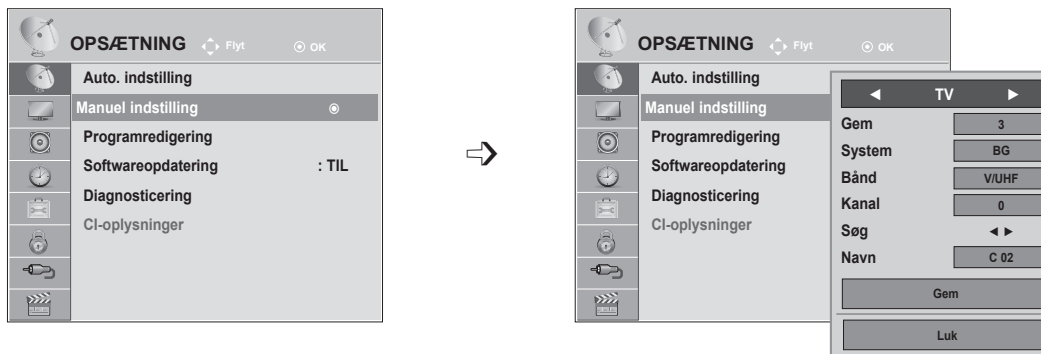 OPSÆTNING Flyt OK
Auto. indstilling
Manuel indstilling
Programredigering
Softwareopdatering : TIL
Diagnosticering
CI-oplysninger
OPSÆTNING Flyt OK
Auto. indstilling
Manuel indstilling
Programredigering
Softwareopdatering
Diagnosticering
CI-oplysninger
TV
Gem 3
System BG
Bånd V/UHF
Kanal 0
Søg
Navn C 02
Gem
Luk